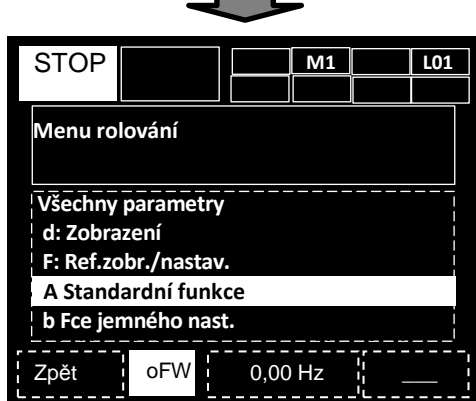 STOP M1 L01
Menu rolování
Všechny parametry
d: Zobrazení
F: Ref.zobr./nastav.
A Standardní funkce
b Fce jemného nast.
Zpět oFW 0,00 Hz ___